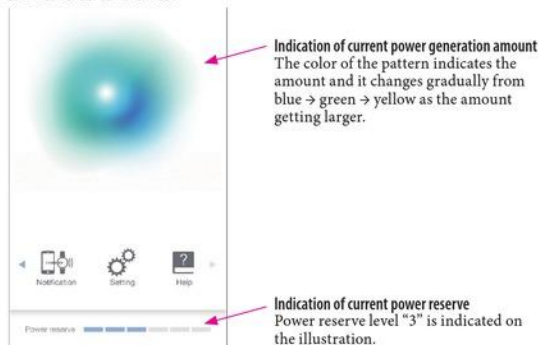 Indication of current power generation amount
The color of the pattern indicates the
amount and it changes gradually from
blue → green → yellow as the amount
getting larger.
Notification
Setting
?
Help
Indication of current power reserve
Power reserve level “3” is indicated on
the illustration.
Power reserve